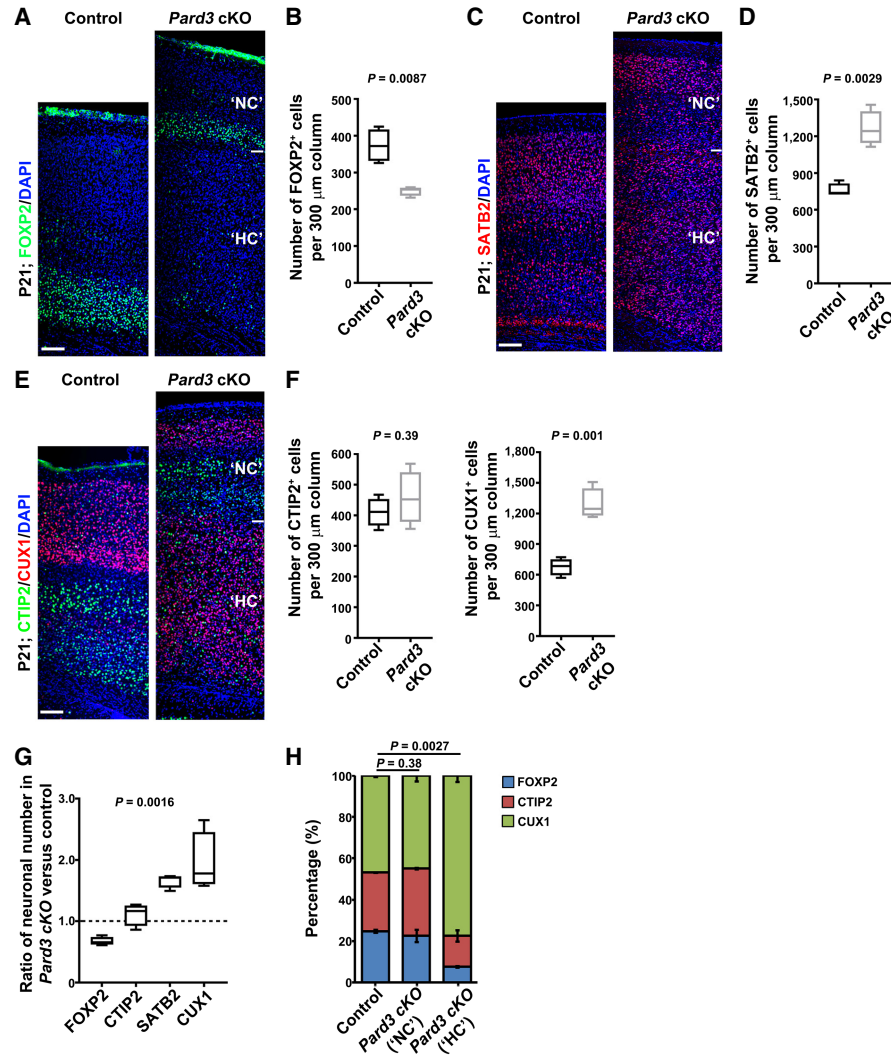 A
Control
Pard3 cKO
P21; FOXP2/DAPI
'NC'
'HC'
B
P = 0.0087
Number of FOXP2+ cells
per 300 μm column
500
400
300
200
100
0
Control
Pard3
cKO
C
Control
Pard3 cKO
P21; SATB2/DAPI
'NC'
'HC'
D
P = 0.0029
Number of SATB2+ cells
per 300 μm column
1,500
1,200
900
600
300
0
Control
Pard3
cKO
E
Control
Pard3 cKO
P21; CTIP2/CUX1/DAPI
'NC'
'HC'
F
P = 0.39
Number of CTIP2+ cells
per 300 μm column
600
500
400
300
200
100
0
Control
Pard3
cKO
P = 0.001
Number of CUX1+ cells
per 300 μm column
1,800
1,500
1,200
900
600
300
0
Control
Pard3
cKO
G
P = 0.0016
Ratio of neuronal number in
Pard3 cKO versus control
3.0
2.0
1.0
0
FOXP2
CTIP2
SATB2
CUX1
H
P = 0.0027
P = 0.38
Percentage (%)
100
80
60
40
20
0
Control
Pard3 cKO
('NC')
Pard3 cKO
('HC')
FOXP2
CTIP2
CUX1